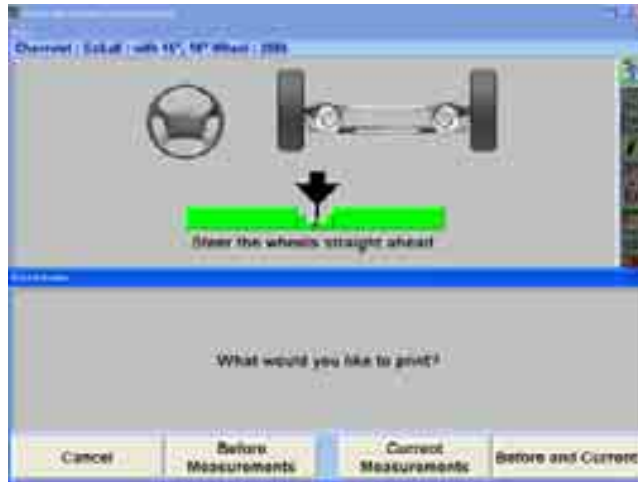 Chevrolet : Cobalt : with 16", 18" Wheel : 2006
Steer the wheels straight ahead
What would you like to print?
Cancel
Before Measurements
Current Measurements
Before and Current